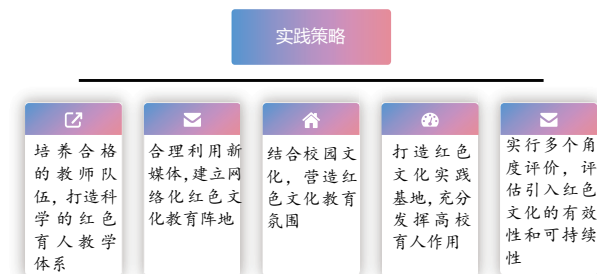 实践策略
培养合格
的教师队
伍，打造科
学的红色
育人教学
体系
合理利用新
媒体，建立网
络化红色文
化教育阵地
结合校园文
化，营造红
色文化教育
氛围
打造红色
文化实践
基地，充分
发挥高校
育人作用
实行多个角
度评价，评
估引入红色
文化的有效
性和可持续
性